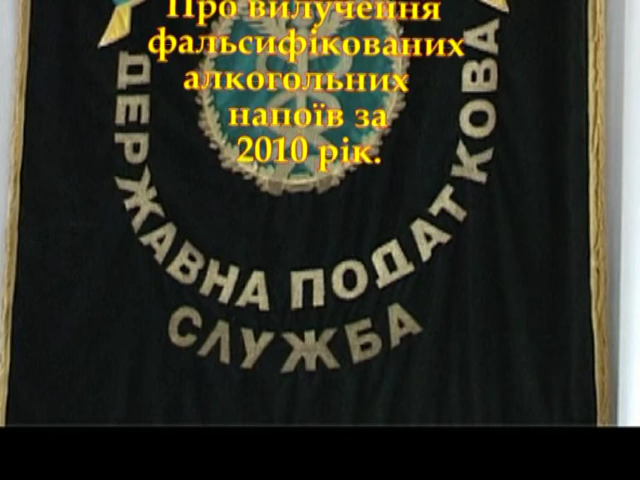 Про вилучення
фальсифікованих
алкогольних
напоїв за
2010 рік.
ДЕРЖАВНА ПОДАТКОВА
СЛУЖБА